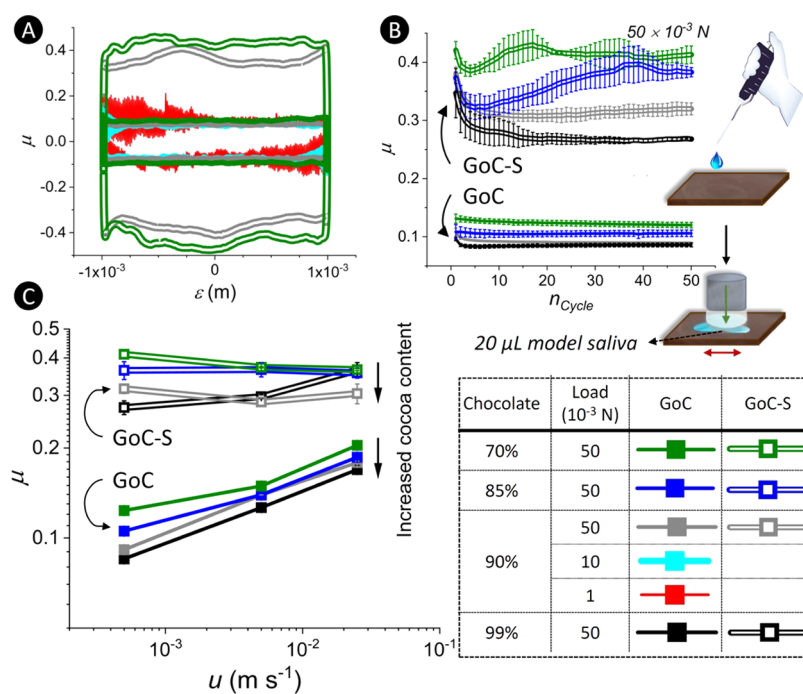 A
μ
0.4
0.2
0.0
-0.2
-0.4
-1x10⁻³
0
1x10⁻³
ε (m)
B
50 × 10⁻³ N
μ
0.4
0.3
0.2
0.1
GoC-S
GoC
0
10
20
30
40
50
nCycle
20 μL model saliva
C
μ
0.5
0.4
0.3
0.2
0.1
GoC-S
GoC
Increased cocoa content
10⁻³
10⁻²
10⁻¹
u (m s⁻¹)
Chocolate Load (10⁻³ N) GoC GoC-S
70% 50
85% 50
50
90% 10
1
99% 50